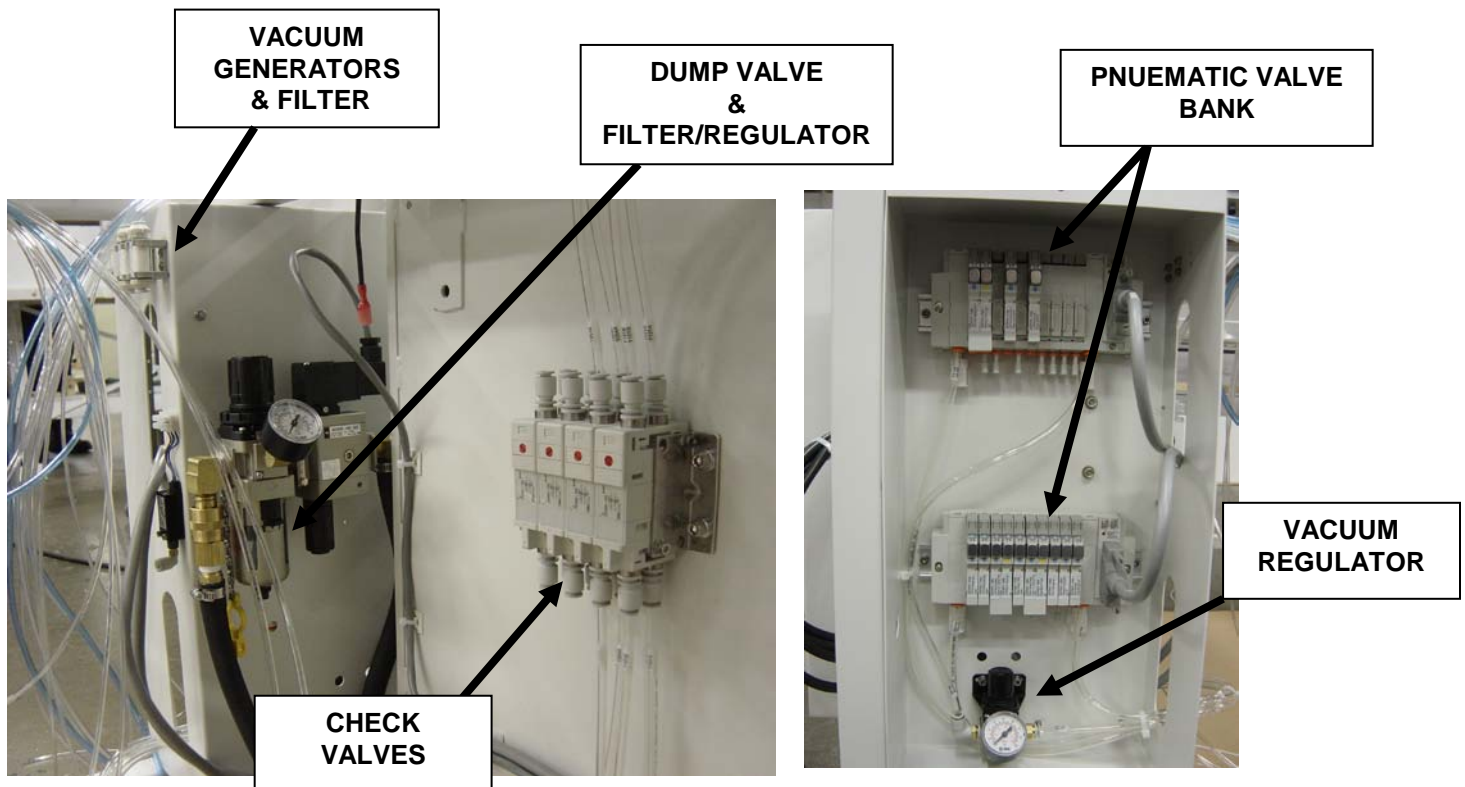 VACUUM
GENERATORS
& FILTER
DUMP VALVE
&
FILTER/REGULATOR
PNUEMATIC VALVE
BANK
VACUUM
REGULATOR
CHECK
VALVES